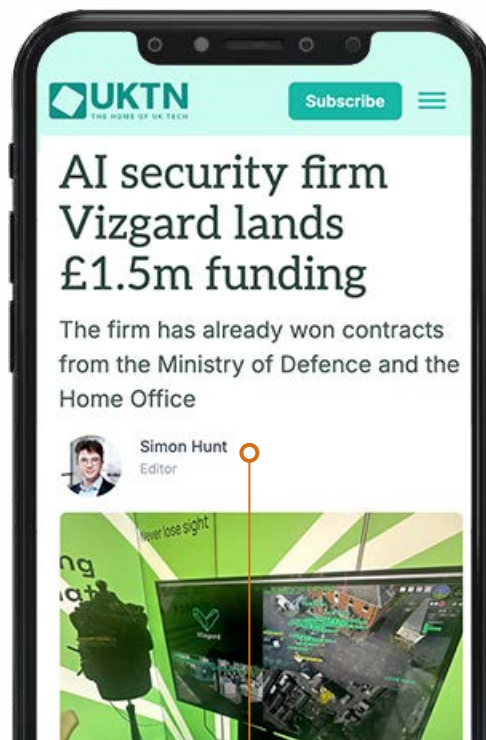 UKTN
THE HOME OF UK TECH
Subscribe
AI security firm
Vizgard lands
£1.5m funding
The firm has already won contracts
from the Ministry of Defence and the
Home Office
Simon Hunt
Editor
Never lose sight
ng
Vizgard